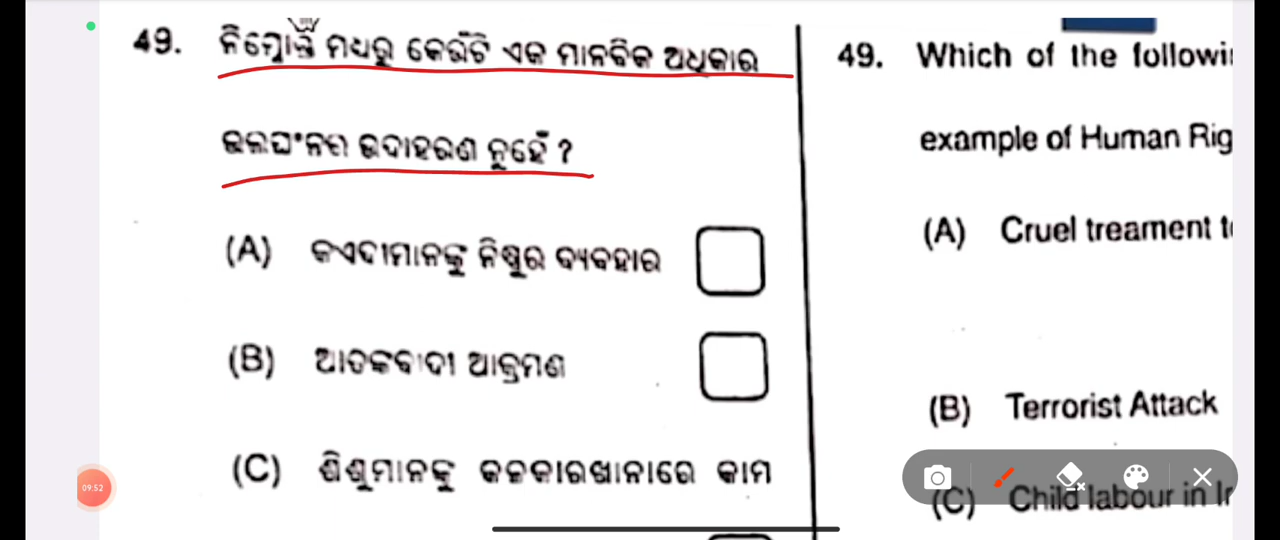 49. ନିମ୍ନୋକ୍ତ ମଧ୍ୟରୁ କେଉଁଟି ଏକ ମାନବିକ ଅଧିକାର
ଉଲଘଂନର ଉଦାହରଣ ନୁହେଁ ?
(A) କଏଦୀମାନଙ୍କୁ ନିଷ୍ଠୁର ବ୍ୟବହାର
(B) ଆତଙ୍କବାଦୀ ଆକ୍ରମଣ
(C) ଶିଶୁମାନଙ୍କୁ କଳକାରଖାନାରେ କାମ
49. Which of the followi
example of Human Rig
(A) Cruel treament t
(B) Terrorist Attack
(C) Child labour in
09:52